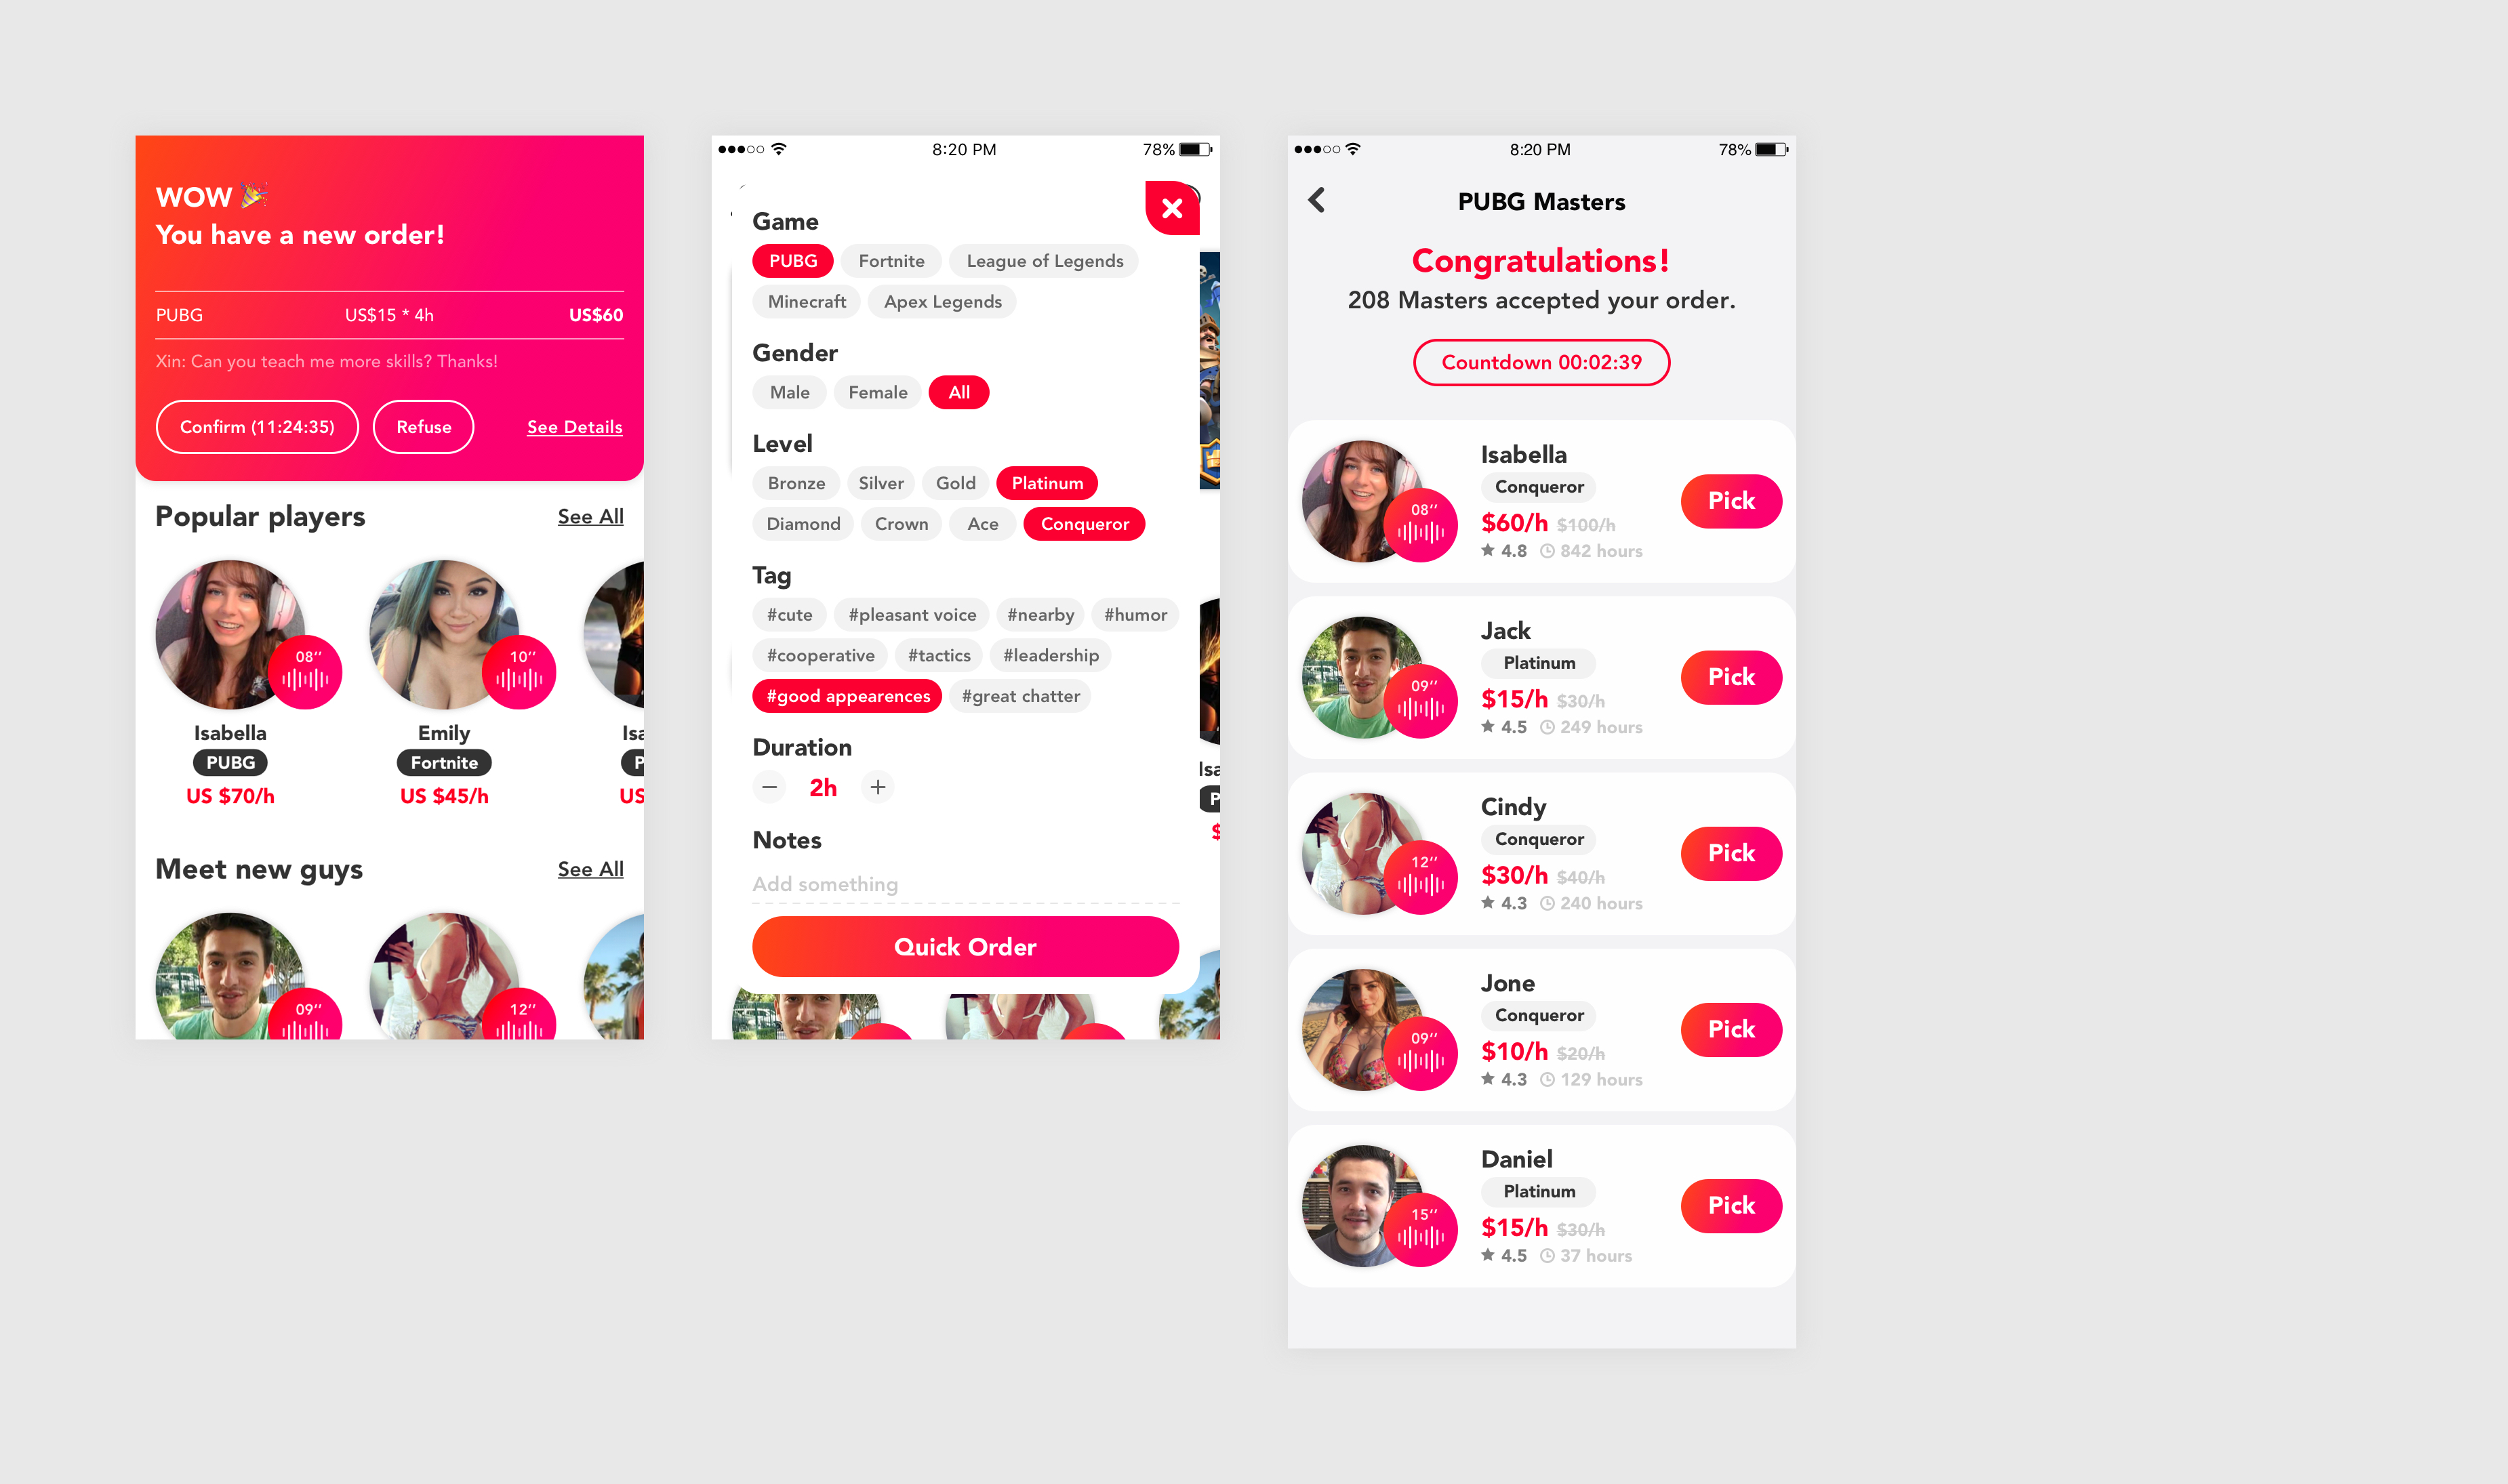 WOW 🎉
You have a new order!
PUBG US$15 * 4h US$60
Xin: Can you teach me more skills? Thanks!
Confirm (11:24:35) Refuse See Details
Popular players See All
08‘‘ 10‘‘
Isabella Emily Isa
PUBG Fortnite P
US $70/h US $45/h US
Meet new guys See All
09‘‘ 12‘‘
8:20 PM 78%
Game
PUBG Fortnite League of Legends
Minecraft Apex Legends
Gender
Male Female All
Level
Bronze Silver Gold Platinum
Diamond Crown Ace Conqueror
Tag
#cute #pleasant voice #nearby #humor
#cooperative #tactics #leadership
#good appearences #great chatter
Duration
2h
Isa
P
$
Notes
Add something
Quick Order
8:20 PM 78%
PUBG Masters
Congratulations!
208 Masters accepted your order.
Countdown 00:02:39
Isabella
Conqueror
08‘‘
$60/h $100/h
4.8 842 hours
Pick
Jack
Platinum
09‘‘
$15/h $30/h
4.5 249 hours
Pick
Cindy
Conqueror
12‘‘
$30/h $40/h
4.3 240 hours
Pick
Jone
Conqueror
09‘‘
$10/h $20/h
4.3 129 hours
Pick
Daniel
Platinum
15‘‘
$15/h $30/h
4.5 37 hours
Pick